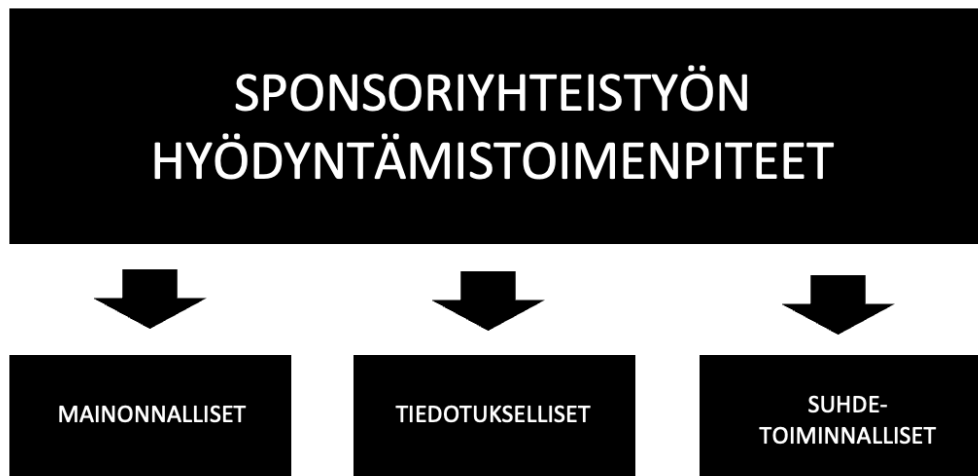 SPONSORIYHTEISTYÖN
HYÖDYNTÄMISTOIMENPITEET
MAINONNALLISET
TIEDOTUKSELLISET
SUHDE-
TOIMINNALLISET